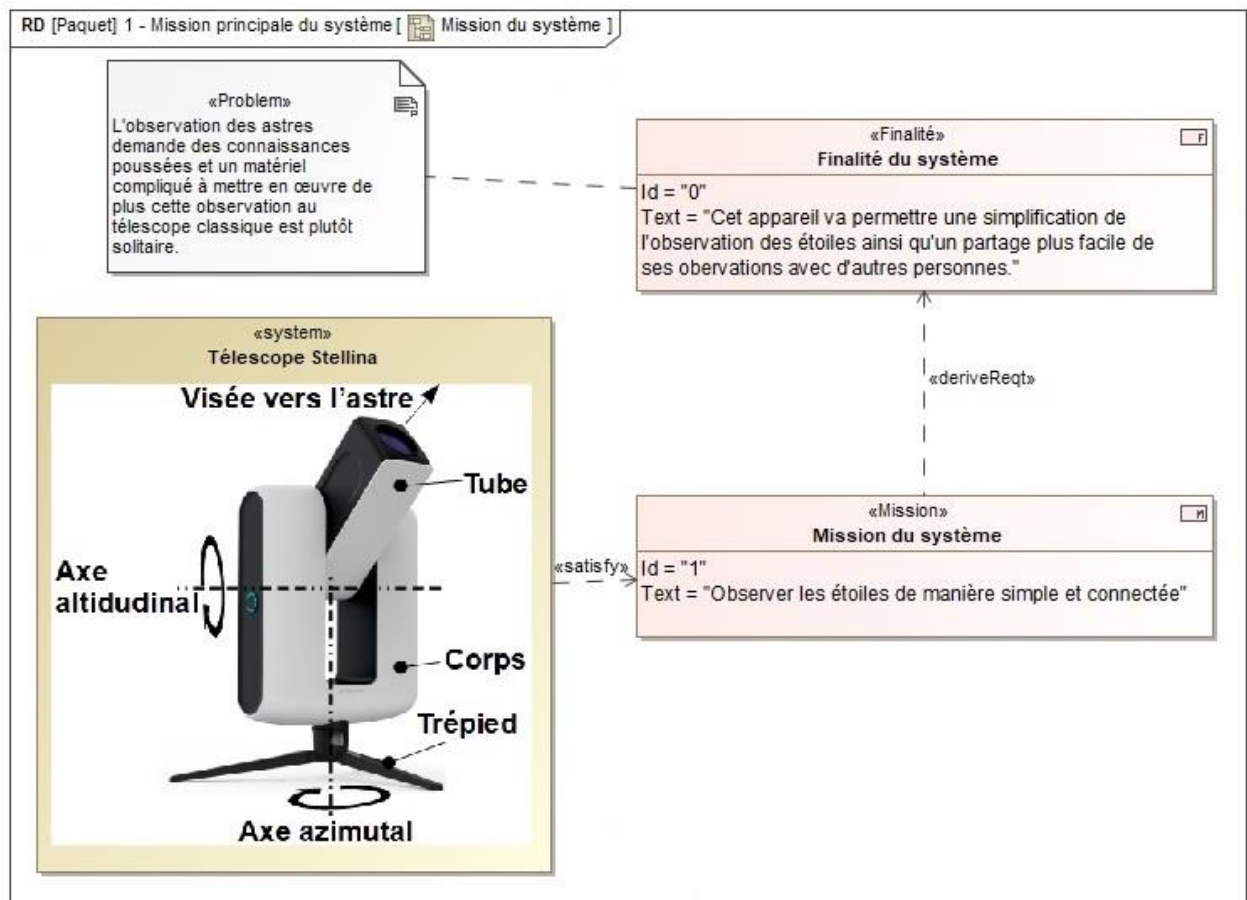 RD [Paquet] 1 - Mission principale du système [ Mission du système ]
«Problem»
L'observation des astres
demande des connaissances
poussées et un matériel
compliqué à mettre en œuvre de
plus cette observation au
télescope classique est plutôt
solitaire.
«Finalité»
Finalité du système
F
Id = "0"
Text = "Cet appareil va permettre une simplification de
l'observation des étoiles ainsi qu'un partage plus facile de
ses obervations avec d'autres personnes."
«deriveReqt»
«system»
Télescope Stellina
Visée vers l'astre
Tube
Axe
altidudinal
Corps
Trépied
Axe azimutal
«satisfy»
«Mission»
Mission du système
M
Id = "1"
Text = "Observer les étoiles de manière simple et connectée"